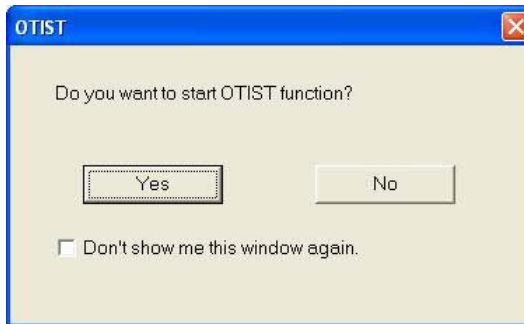 OTIST
Do you want to start OTIST function?
Yes No
Don't show me this window again.